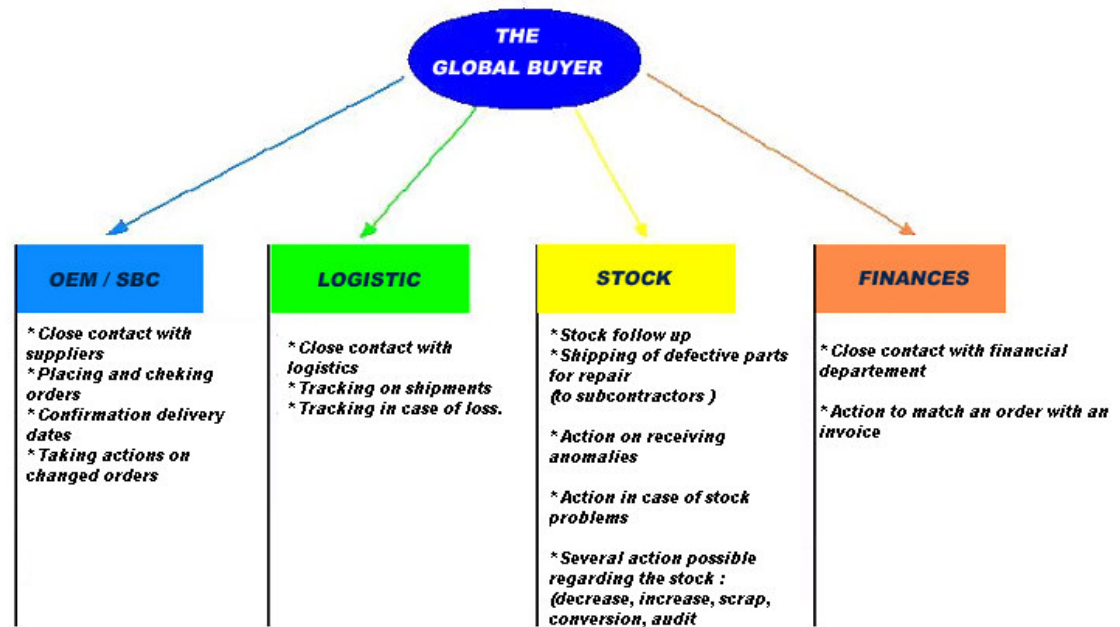 THE
GLOBAL BUYER
OEM / SBC
* Close contact with
suppliers
* Placing and cheking
orders
* Confirmation delivery
dates
* Taking actions on
changed orders
LOGISTIC
* Close contact with
logistics
* Tracking on shipments
* Tracking in case of loss.
STOCK
* Stock follow up
* Shipping of defective parts
for repair
(to subcontractors )
* Action on receiving
anomalies
* Action in case of stock
problems
* Several action possible
regarding the stock :
(decrease, increase, scrap,
conversion, audit
FINANCES
* Close contact with financial
departement
* Action to match an order with an
invoice